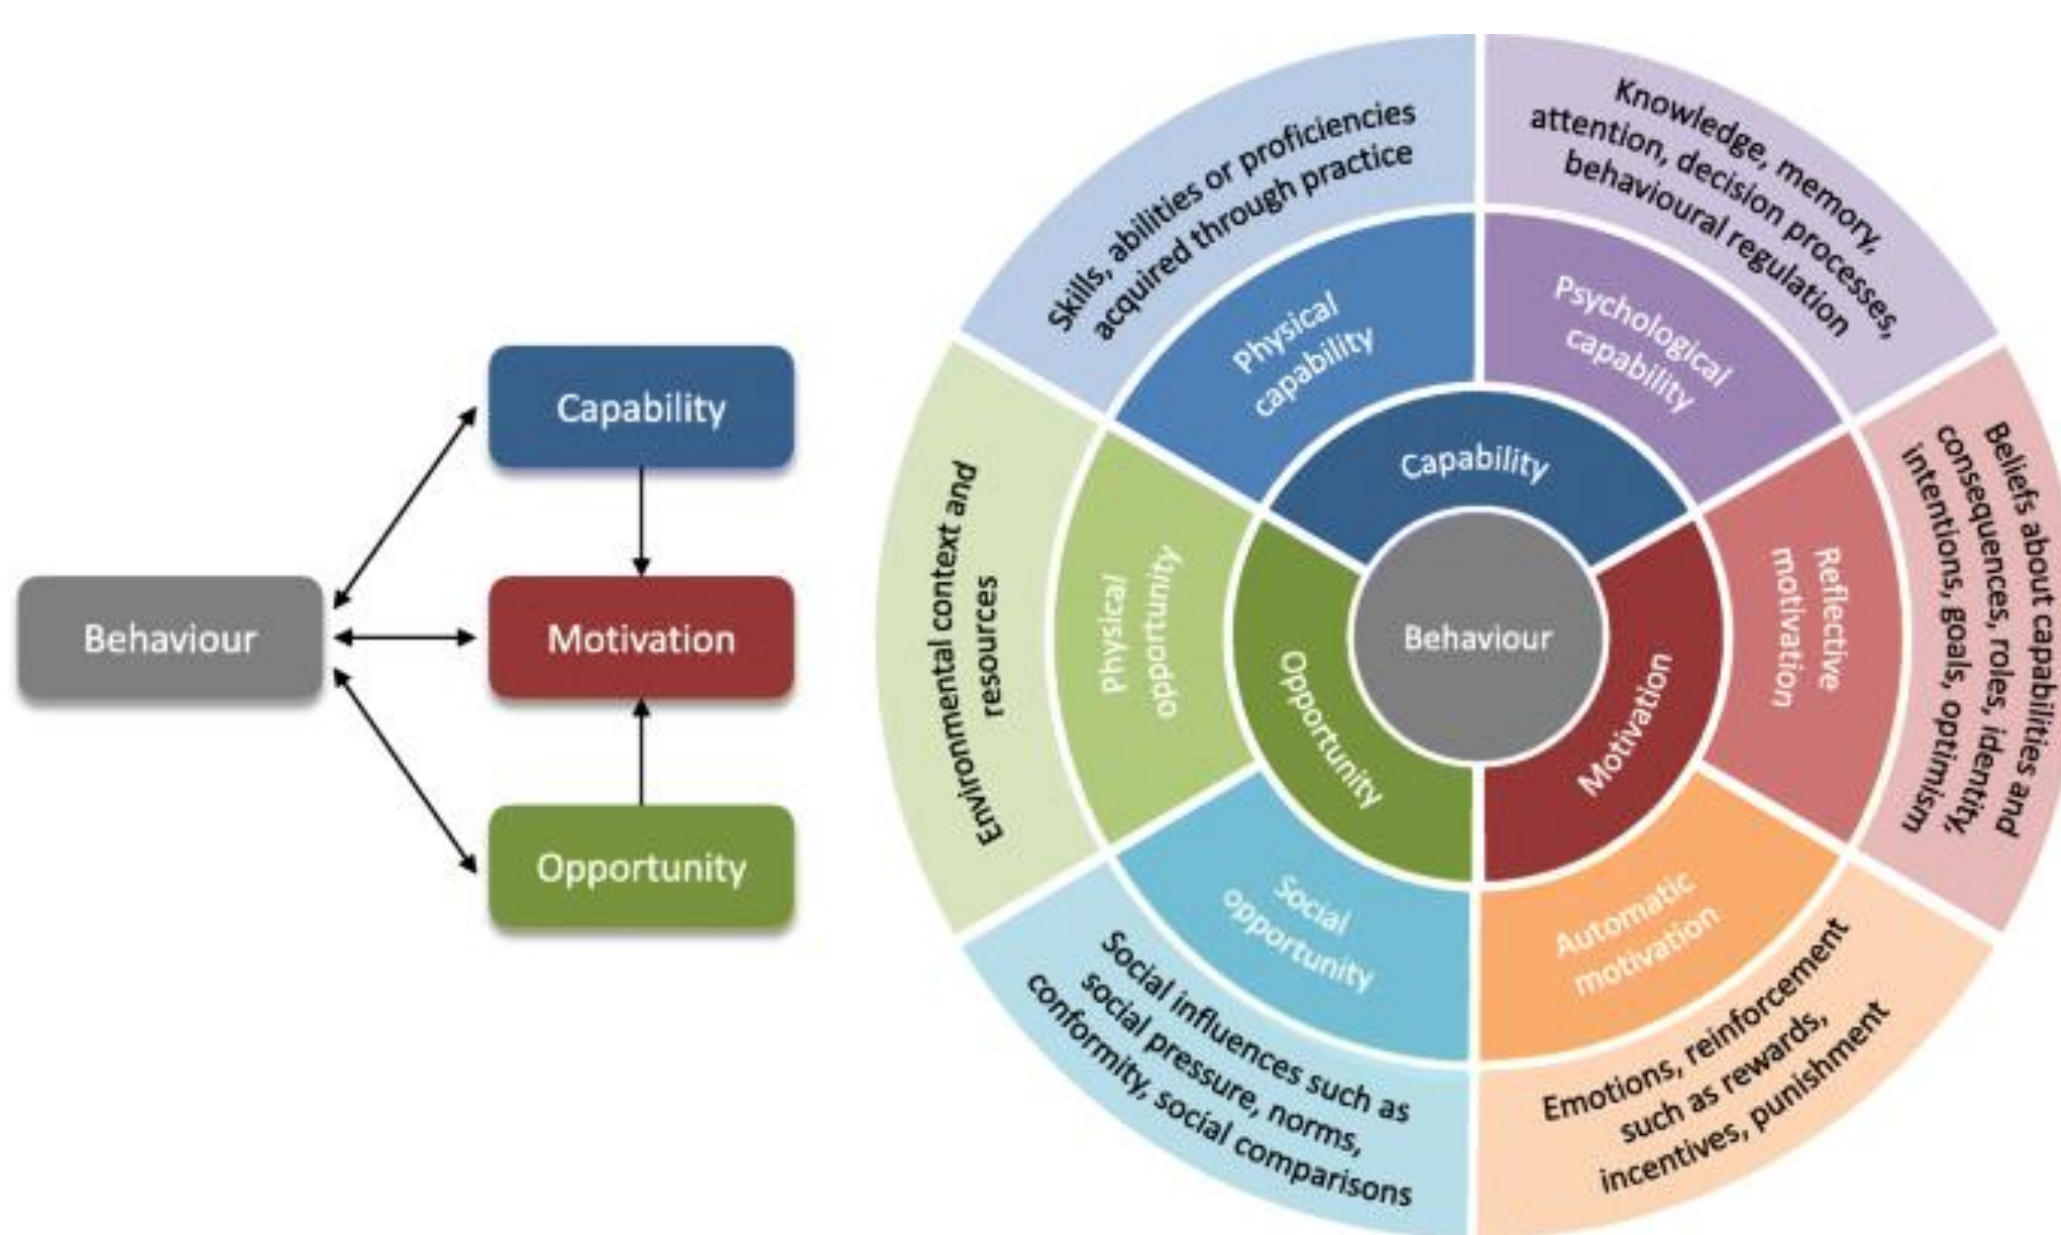 Capability
Behaviour
Motivation
Opportunity
Skills, abilities or proficiencies
acquired through practice
Knowledge, memory,
attention, decision processes,
behavioural regulation
Physical
capability
Psychological
capability
Capability
Environmental context and
resources
Physical
opportunity
Opportunity
Behaviour
Motivation
Reflective
motivation
Beliefs about capabilities and
consequences, roles, identity,
intentions, goals, optimism
Social
opportunity
Automatic
motivation
Social influences such as
social pressure, norms,
conformity, social comparisons
Emotions, reinforcement
such as rewards,
incentives, punishment